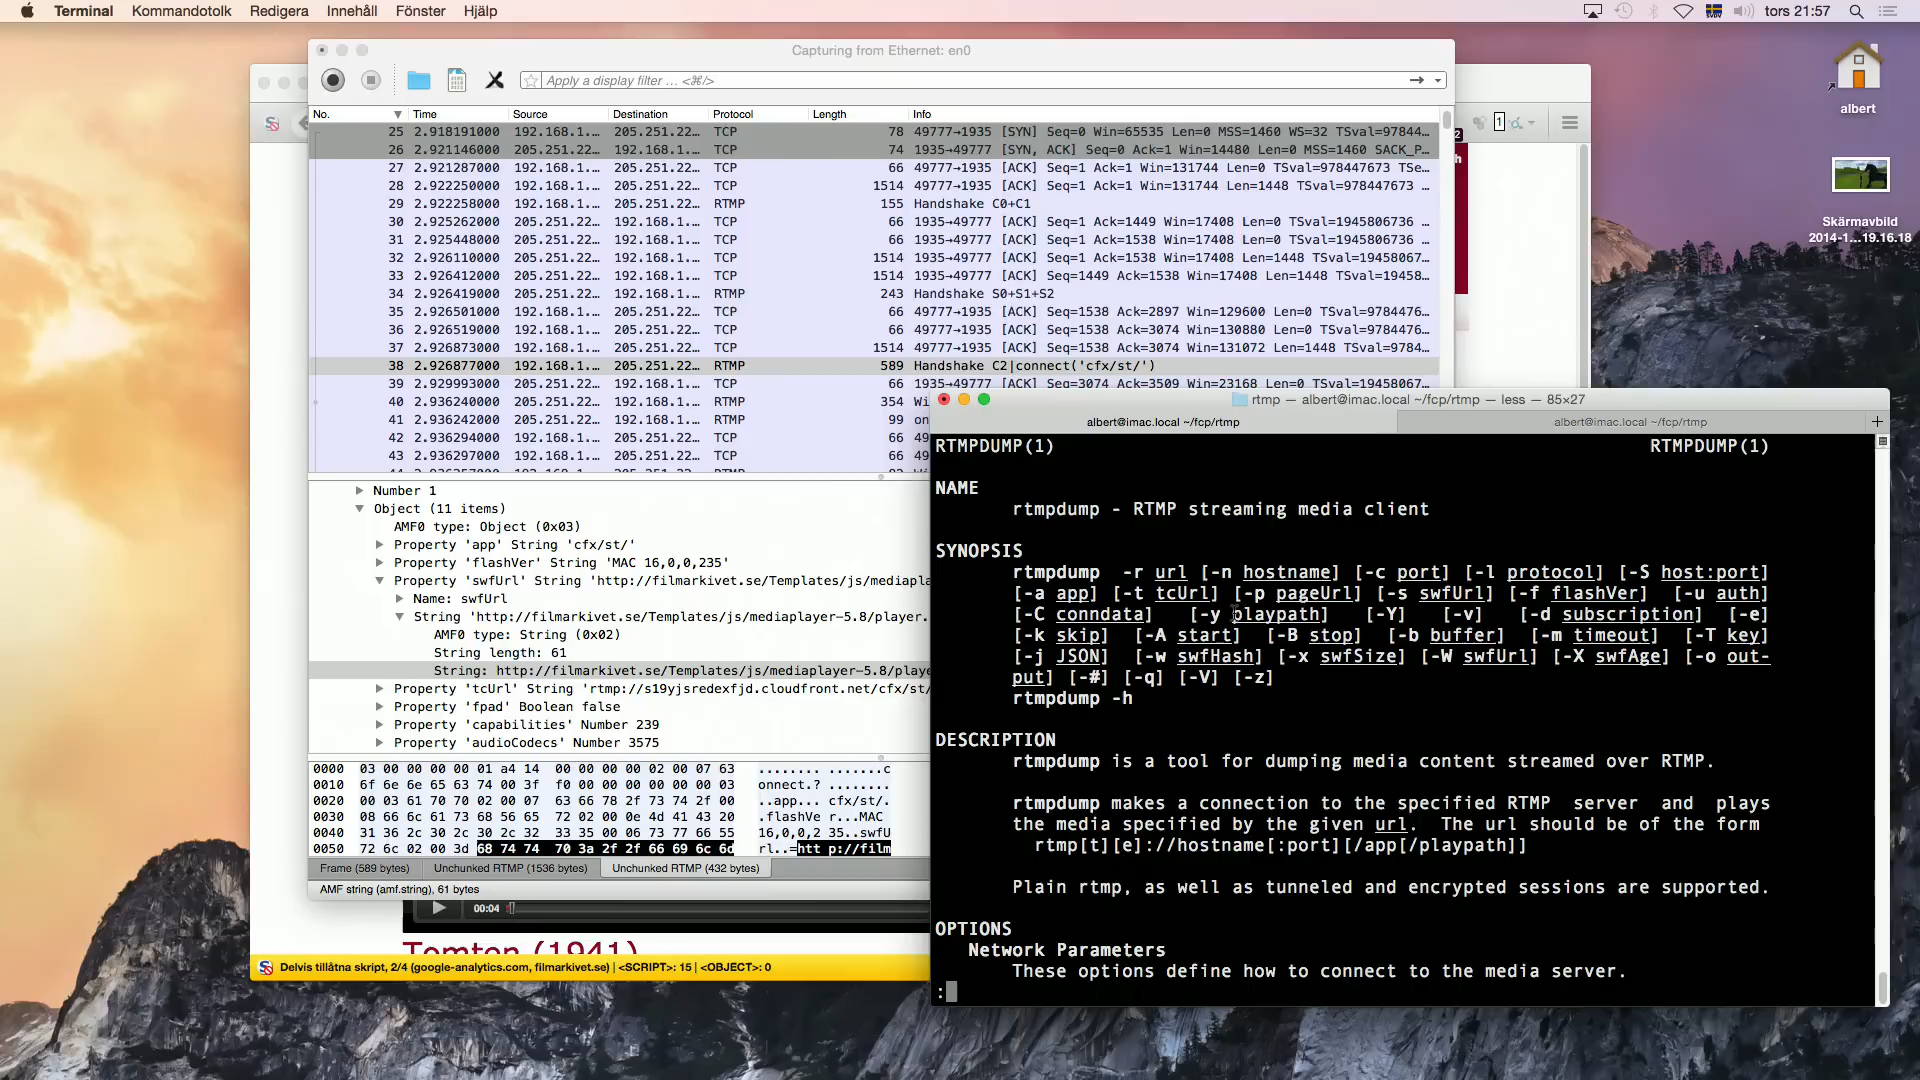 Terminal Kommandotolk Redigera Innehåll Fönster Hjälp
tors 21:57
Capturing from Ethernet: en0
Apply a display filter … <⌘/>
No. Time Source Destination Protocol Length Info
25 2.918191000 192.168.1.… 205.251.22… TCP 78 49777→1935 [SYN] Seq=0 Win=65535 Len=0 MSS=1460 WS=32 TSval=97844…
26 2.921146000 205.251.22… 192.168.1.… TCP 74 1935→49777 [SYN, ACK] Seq=0 Ack=1 Win=14480 Len=0 MSS=1460 SACK_P…
27 2.921287000 192.168.1.… 205.251.22… TCP 66 49777→1935 [ACK] Seq=1 Ack=1 Win=131744 Len=0 TSval=978447673 TSe…
28 2.922250000 192.168.1.… 205.251.22… TCP 1514 49777→1935 [ACK] Seq=1 Ack=1 Win=131744 Len=1448 TSval=978447673…
29 2.922258000 192.168.1.… 205.251.22… RTMP 155 Handshake C0+C1
30 2.925262000 205.251.22… 192.168.1.… TCP 66 1935→49777 [ACK] Seq=1 Ack=1449 Win=17408 Len=0 TSval=1945806736 …
31 2.925448000 205.251.22… 192.168.1.… TCP 66 1935→49777 [ACK] Seq=1 Ack=1538 Win=17408 Len=0 TSval=1945806736 …
32 2.926110000 205.251.22… 192.168.1.… TCP 1514 1935→49777 [ACK] Seq=1 Ack=1538 Win=17408 Len=1448 TSval=19458067…
33 2.926412000 205.251.22… 192.168.1.… TCP 1514 1935→49777 [ACK] Seq=1449 Ack=1538 Win=17408 Len=1448 TSval=19458…
34 2.926419000 205.251.22… 192.168.1.… RTMP 243 Handshake S0+S1+S2
35 2.926501000 192.168.1.… 205.251.22… TCP 66 49777→1935 [ACK] Seq=1538 Ack=2897 Win=129600 Len=0 TSval=9784476…
36 2.926519000 192.168.1.… 205.251.22… TCP 66 49777→1935 [ACK] Seq=1538 Ack=3074 Win=130880 Len=0 TSval=9784476…
37 2.926873000 192.168.1.… 205.251.22… TCP 1514 49777→1935 [ACK] Seq=1538 Ack=3074 Win=131072 Len=1448 TSval=9784…
38 2.926877000 192.168.1.… 205.251.22… RTMP 589 Handshake C2|connect('cfx/st/')
39 2.929993000 205.251.22… 192.168.1.… TCP 66 1935→49777 [ACK] Seq=3074 Ack=3509 Win=23168 Len=0 TSval=19458067…
40 2.936240000 205.251.22… 192.168.1.… RTMP 354 Wi
41 2.936242000 205.251.22… 192.168.1.… RTMP 99 on
42 2.936294000 192.168.1.… 205.251.22… TCP 66 49
43 2.936297000 192.168.1.… 205.251.22… TCP 66 49
Number 1
Object (11 items)
AMF0 type: Object (0x03)
Property 'app' String 'cfx/st/'
Property 'flashVer' String 'MAC 16,0,0,235'
Property 'swfUrl' String 'http://filmarkivet.se/Templates/js/mediapl
Name: swfUrl
String 'http://filmarkivet.se/Templates/js/mediaplayer-5.8/player.
AMF0 type: String (0x02)
String length: 61
String: http://filmarkivet.se/Templates/js/mediaplayer-5.8/playe
Property 'tcUrl' String 'rtmp://s19yjsredexfjd.cloudfront.net/cfx/st/
Property 'fpad' Boolean false
Property 'capabilities' Number 239
Property 'audioCodecs' Number 3575
0000 03 00 00 00 00 01 a4 14 00 00 00 00 02 00 07 63 ........ .......c
0010 6f 6e 6e 65 63 74 00 3f f0 00 00 00 00 00 00 03 onnect.? ........
0020 00 03 61 70 70 02 00 07 63 66 78 2f 73 74 2f 00 ..app... cfx/st/.
0030 08 66 6c 61 73 68 56 65 72 02 00 0e 4d 41 43 20 .flashVe r...MAC
0040 31 36 2c 30 2c 30 2c 32 33 35 00 06 73 77 66 55 16,0,0,2 35..swfU
0050 72 6c 02 00 3d 68 74 74 70 3a 2f 2f 66 69 6c 6d rl..=htt p://film
Frame (589 bytes) Unchunked RTMP (1536 bytes) Unchunked RTMP (432 bytes)
AMF string (amf.string), 61 bytes
00:04
Tomten (1941)
Delvis tillåtna skript, 2/4 (google-analytics.com, filmarkivet.se) | <SCRIPT>: 15 | <OBJECT>: 0
rtmp — albert@imac.local ~/fcp/rtmp — less — 85×27
albert@imac.local ~/fcp/rtmp albert@imac.local ~/fcp/rtmp
RTMPDUMP(1) RTMPDUMP(1)
NAME
rtmpdump - RTMP streaming media client
SYNOPSIS
rtmpdump -r url [-n hostname] [-c port] [-l protocol] [-S host:port]
[-a app] [-t tcUrl] [-p pageUrl] [-s swfUrl] [-f flashVer] [-u auth]
[-C conndata] [-y playpath] [-Y] [-v] [-d subscription] [-e]
[-k skip] [-A start] [-B stop] [-b buffer] [-m timeout] [-T key]
[-j JSON] [-w swfHash] [-x swfSize] [-W swfUrl] [-X swfAge] [-o out-
put] [-#] [-q] [-V] [-z]
rtmpdump -h
DESCRIPTION
rtmpdump is a tool for dumping media content streamed over RTMP.
rtmpdump makes a connection to the specified RTMP server and plays
the media specified by the given url. The url should be of the form
rtmp[t][e]://hostname[:port][/app[/playpath]]
Plain rtmp, as well as tunneled and encrypted sessions are supported.
OPTIONS
Network Parameters
These options define how to connect to the media server.
:
albert
Skärmavbild
2014-1...19.16.18